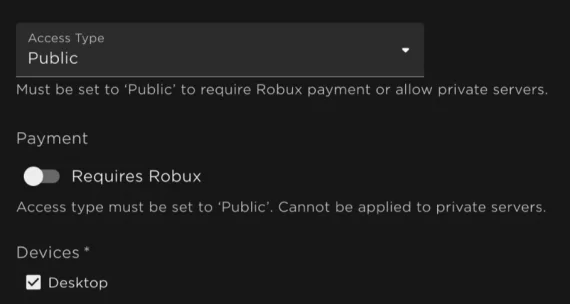 Access Type
Public
Must be set to ‘Public’ to require Robux payment or allow private servers.
Payment
Requires Robux
Access type must be set to ‘Public’. Cannot be applied to private servers.
Devices *
Desktop